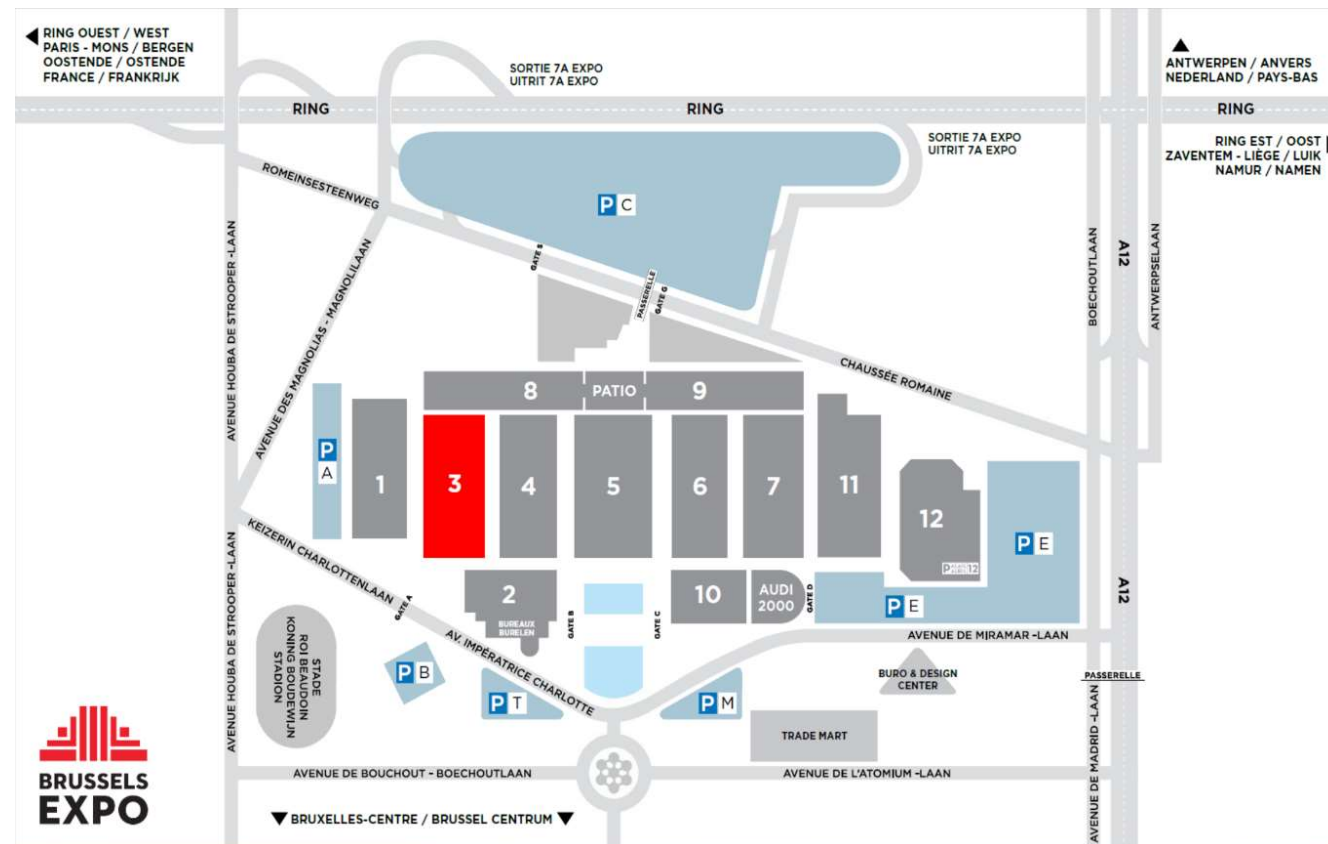 RING OUEST / WEST
PARIS - MONS / BERGEN
OOSTENDE / OSTENDE
FRANCE / FRANKRIJK
SORTIE 7A EXPO
UITRIT 7A EXPO
ANTWERPEN / ANVERS
NEDERLAND / PAYS-BAS
RING
RING
RING
SORTIE 7A EXPO
UITRIT 7A EXPO
RING EST / OOST
ZAVENTEM - LIÈGE / LUIK
NAMUR / NAMEN
ROMEINSESTEENWEG
P C
AVENUE HOUBA DE STROOPER -LAAN
AVENUE DES MAGNOLIAS - MAGNOLILAAN
GATE S
PASSERELLE
GATE G
BOECHOUTLAAN
A12
ANTWERPSELAAN
CHAUSSÉE ROMAINE
8
PATIO
9
P
A
1
3
4
5
6
7
11
12
P E
KEIZERIN CHARLOTTENLAAN
GATE A
2
BUREAUX
BURELEN
GATE B
GATE C
10
AUDI
2000
GATE D
P E
A12
AVENUE HOUBA DE STROOPER -LAAN
AV. IMPÉRATRICE CHARLOTTE
AVENUE DE MIRAMAR -LAAN
STADE
ROI BEAUDOIN
KONING BOUDEWIJN
STADION
P B
P T
P M
BURO & DESIGN
CENTER
PASSERELLE
TRADE MART
AVENUE DE MADRID -LAAN
BRUSSELS
EXPO
AVENUE DE BOUCHOUT - BOECHOUTLAAN
AVENUE DE L'ATOMIUM -LAAN
BRUXELLES-CENTRE / BRUSSEL CENTRUM